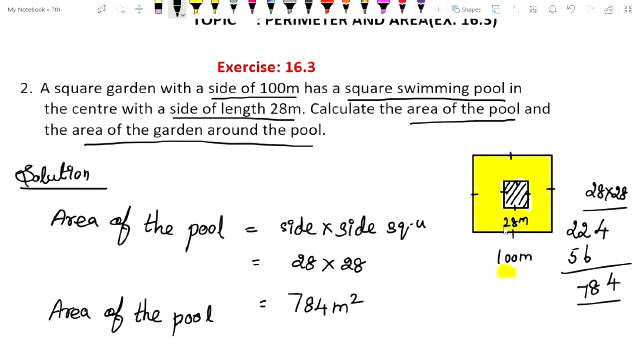 My Notebook • 7th
Shapes
TOPIC : PERIMETER AND AREA(EX. 16.3)
Exercise: 16.3
2. A square garden with a side of 100m has a square swimming pool in
the centre with a side of length 28m. Calculate the area of the pool and
the area of the garden around the pool.
Solution
Area of the pool = side × side sq.u
= 28 × 28
Area of the pool = 784 m²
28m
100m
28×28
224
56
784